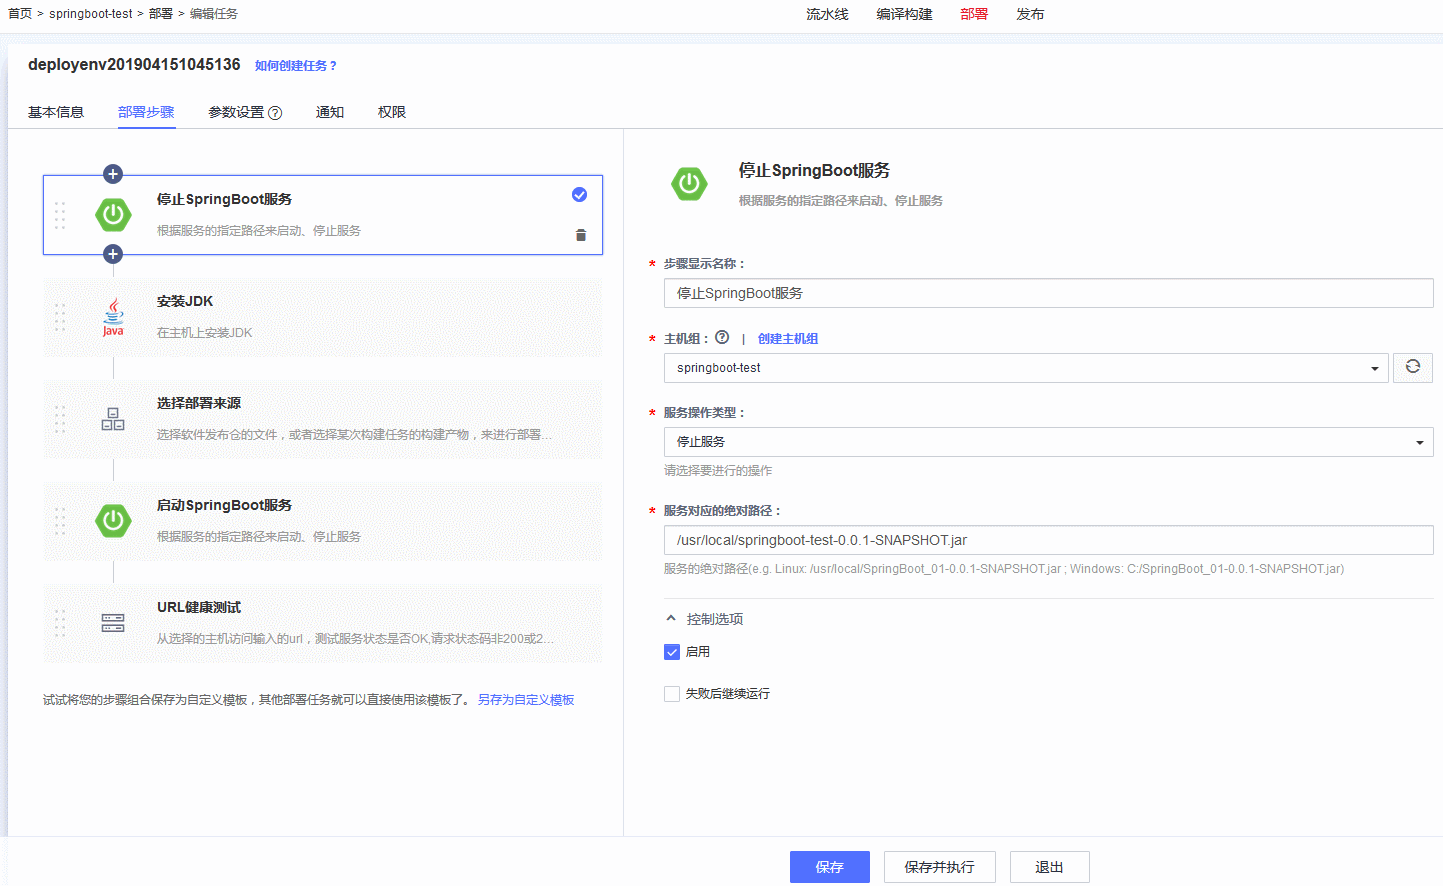 首页 > springboot-test > 部署 > 编辑任务
流水线 编译构建 部署 发布
deployenv201904151045136 如何创建任务？
基本信息 部署步骤 参数设置 ? 通知 权限
停止SpringBoot服务
根据服务的指定路径来启动、停止服务
安装JDK
在主机上安装JDK
Java
选择部署来源
选择软件发布仓的文件，或者选择某次构建任务的构建产物，来进行部署...
启动SpringBoot服务
根据服务的指定路径来启动、停止服务
URL健康测试
从选择的主机访问输入的url，测试服务状态是否OK,请求状态码非200或2...
试试将您的步骤组合保存为自定义模板，其他部署任务就可以直接使用该模板了。 另存为自定义模板
停止SpringBoot服务
根据服务的指定路径来启动、停止服务
* 步骤显示名称：
停止SpringBoot服务
* 主机组： ? | 创建主机组
springboot-test
* 服务操作类型：
停止服务
请选择要进行的操作
* 服务对应的绝对路径：
/usr/local/springboot-test-0.0.1-SNAPSHOT.jar
服务的绝对路径(e.g. Linux: /usr/local/SpringBoot_01-0.0.1-SNAPSHOT.jar ; Windows: C:/SpringBoot_01-0.0.1-SNAPSHOT.jar)
控制选项
启用
失败后继续运行
保存 保存并执行 退出